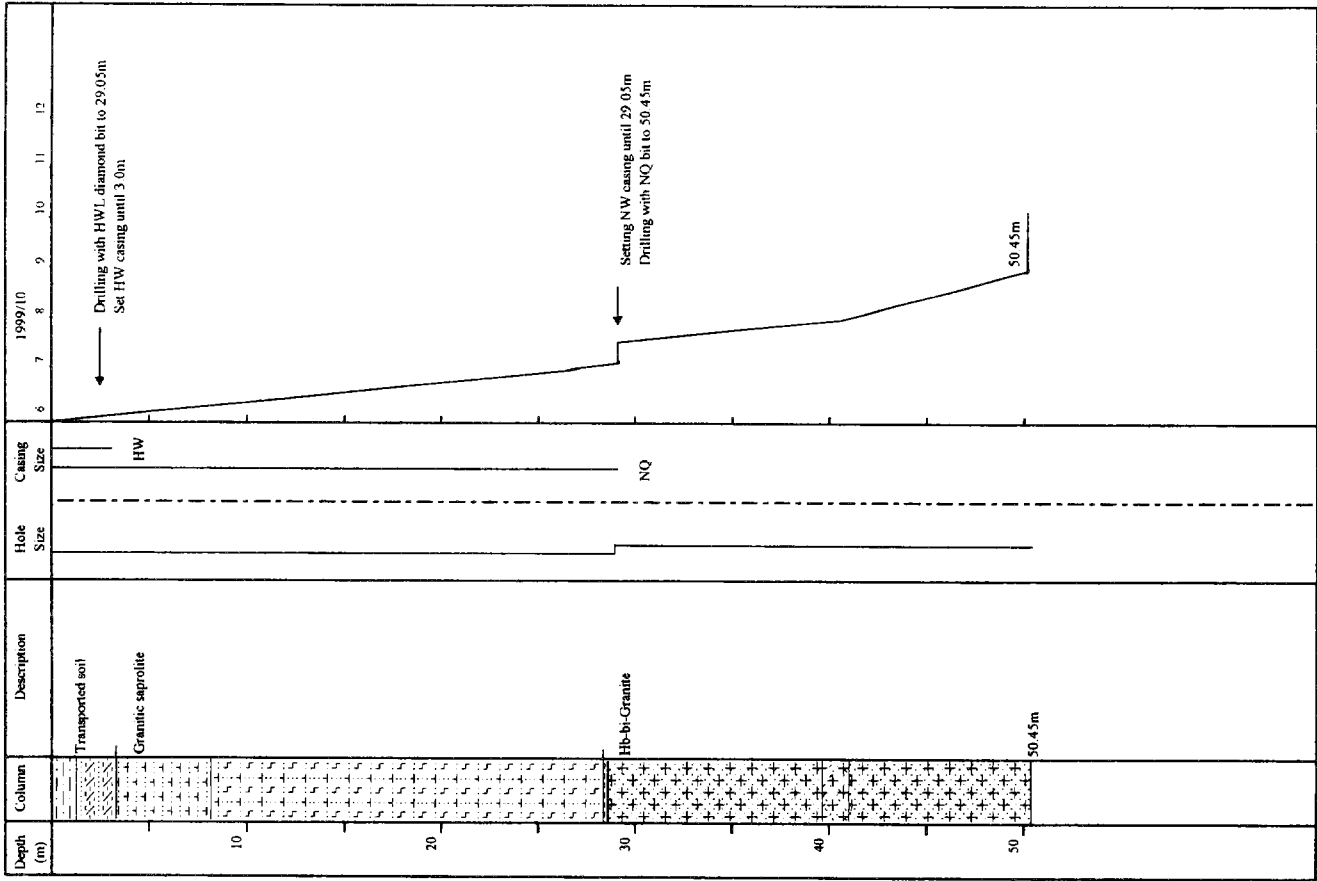 Depth
(m)
Column
Description
Hole
Size
Casing
Size
1999/10
6 7 8 9 10 11 12
Transported soil
Granitic saprolite
HW
Drilling with HWL diamond bit to 29.05m
Set HW casing until 3.0m
10
20
30
Hb-bi-Granite
NQ
Setting NW casing until 29.05m
Drilling with NQ bit to 50.45m
40
50
50.45m
50.45m